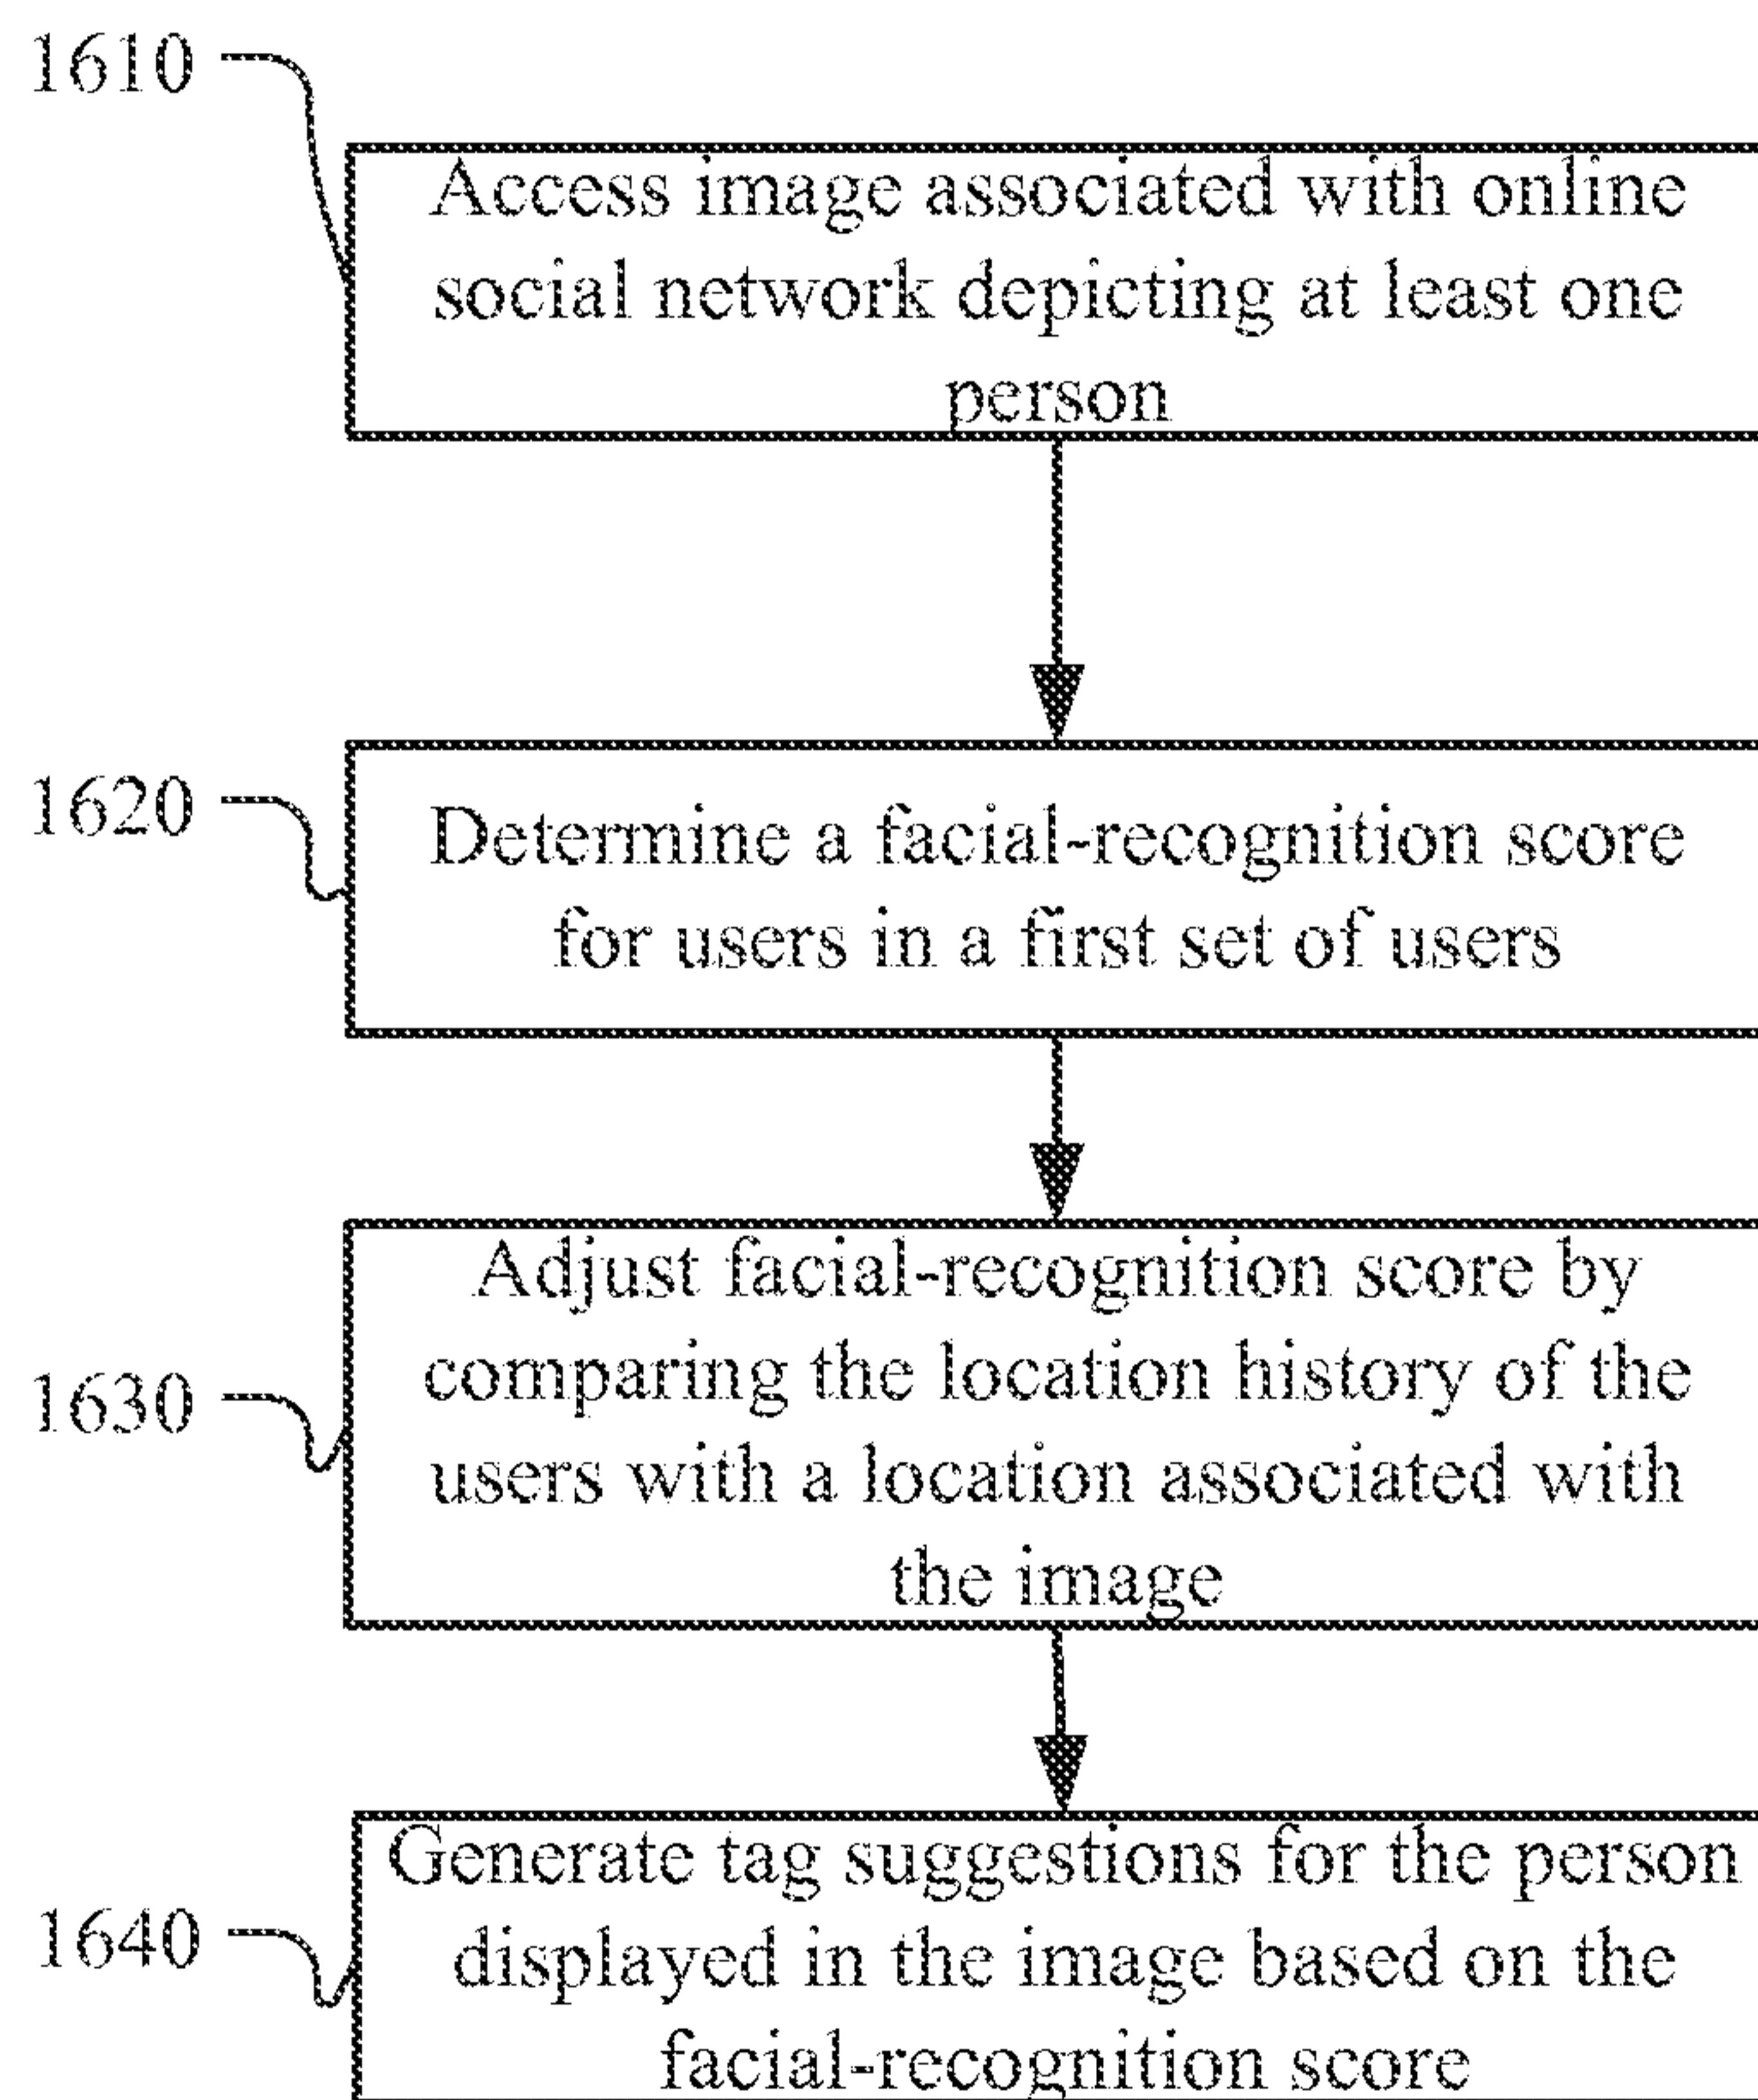 1610
Access image associated with online
social network depicting at least one
person
1620
Determine a facial-recognition score
for users in a first set of users
1630
Adjust facial-recognition score by
comparing the location history of the
users with a location associated with
the image
1640
Generate tag suggestions for the person
displayed in the image based on the
facial-recognition score